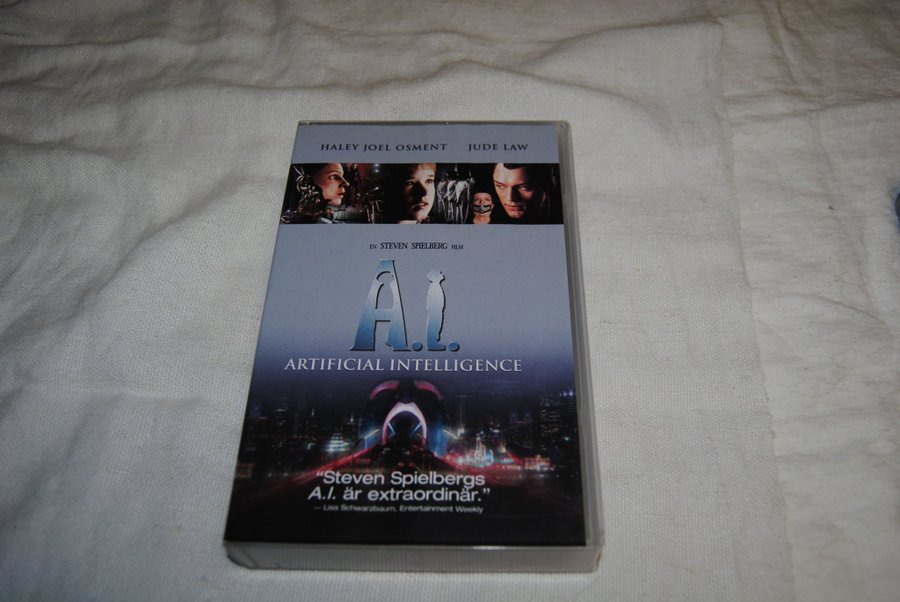 HALEY JOEL OSMENT JUDE LAW
EN STEVEN SPIELBERG FILM
A.I.
ARTIFICIAL INTELLIGENCE
"Steven Spielbergs
A.I. är extraordinär."
— Lisa Schwarzbaum, Entertainment Weekly